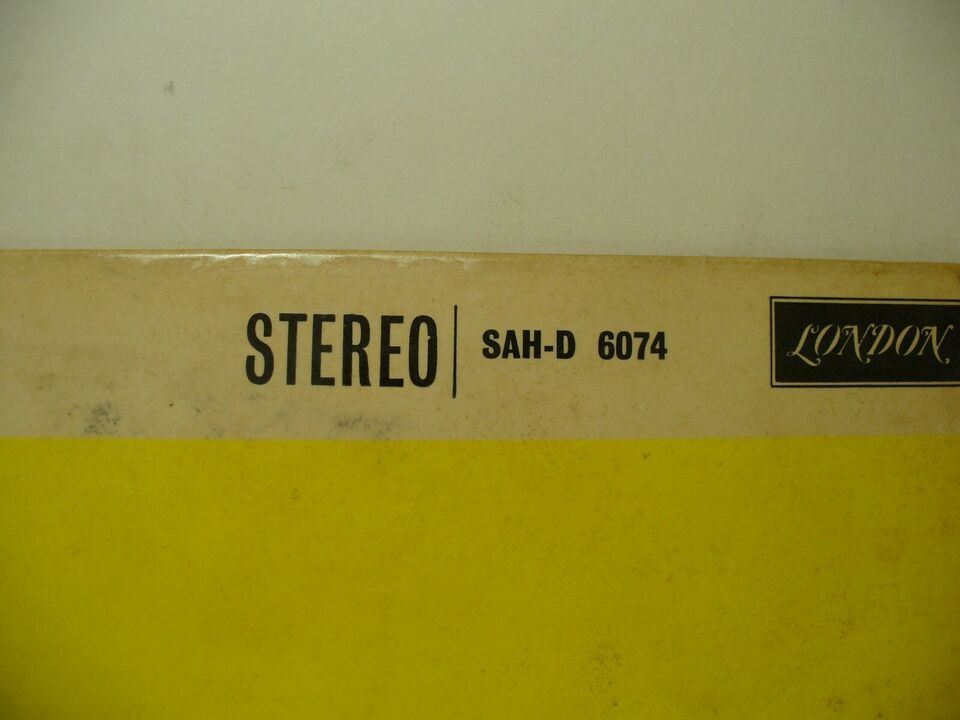 STEREO | SAH-D 6074 LONDON